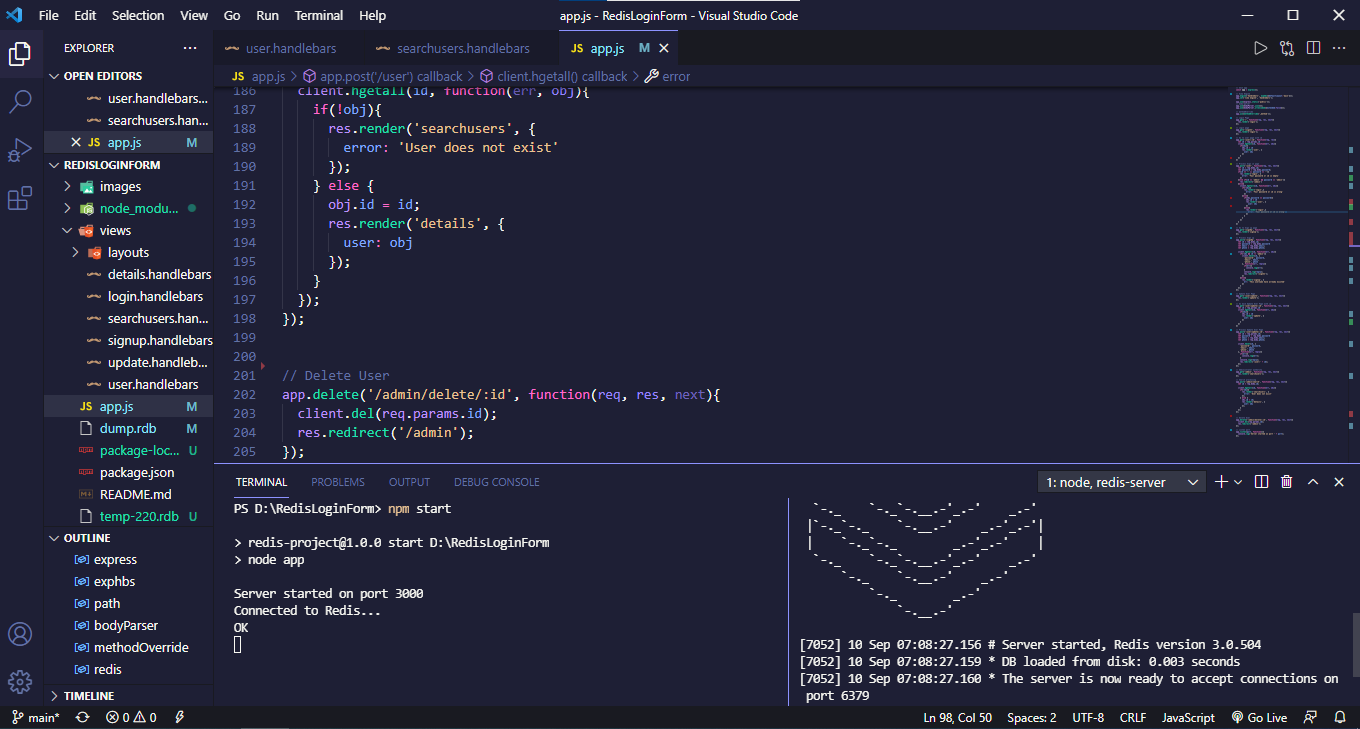 File Edit Selection View Go Run Terminal Help
app.js - RedisLoginForm - Visual Studio Code
EXPLORER
OPEN EDITORS
user.handlebars...
searchusers.han...
JS app.js M
REDISLOGINFORM
images
node_modu...
views
layouts
details.handlebars
login.handlebars
searchusers.han...
signup.handlebars
update.handleb...
user.handlebars
JS app.js M
dump.rdb M
package-loc... U
package.json
README.md
temp-220.rdb U
OUTLINE
express
exphbs
path
bodyParser
methodOverride
redis
TIMELINE
user.handlebars searchusers.handlebars JS app.js M
JS app.js > app.post('/user') callback > client.hgetall() callback > error
186 client.hgetall(id, function(err, obj){
187 if(!obj){
188 res.render('searchusers', {
189 error: 'User does not exist'
190 });
191 } else {
192 obj.id = id;
193 res.render('details', {
194 user: obj
195 });
196 }
197 });
198 });
199
200
201 // Delete User
202 app.delete('/admin/delete/:id', function(req, res, next){
203 client.del(req.params.id);
204 res.redirect('/admin');
205 });
TERMINAL PROBLEMS OUTPUT DEBUG CONSOLE
1: node, redis-server
PS D:\RedisLoginForm> npm start
> redis-project@1.0.0 start D:\RedisLoginForm
> node app
Server started on port 3000
Connected to Redis...
OK
[7052] 10 Sep 07:08:27.156 # Server started, Redis version 3.0.504
[7052] 10 Sep 07:08:27.159 * DB loaded from disk: 0.003 seconds
[7052] 10 Sep 07:08:27.160 * The server is now ready to accept connections on
port 6379
main* 0 0
Ln 98, Col 50 Spaces: 2 UTF-8 CRLF JavaScript Go Live